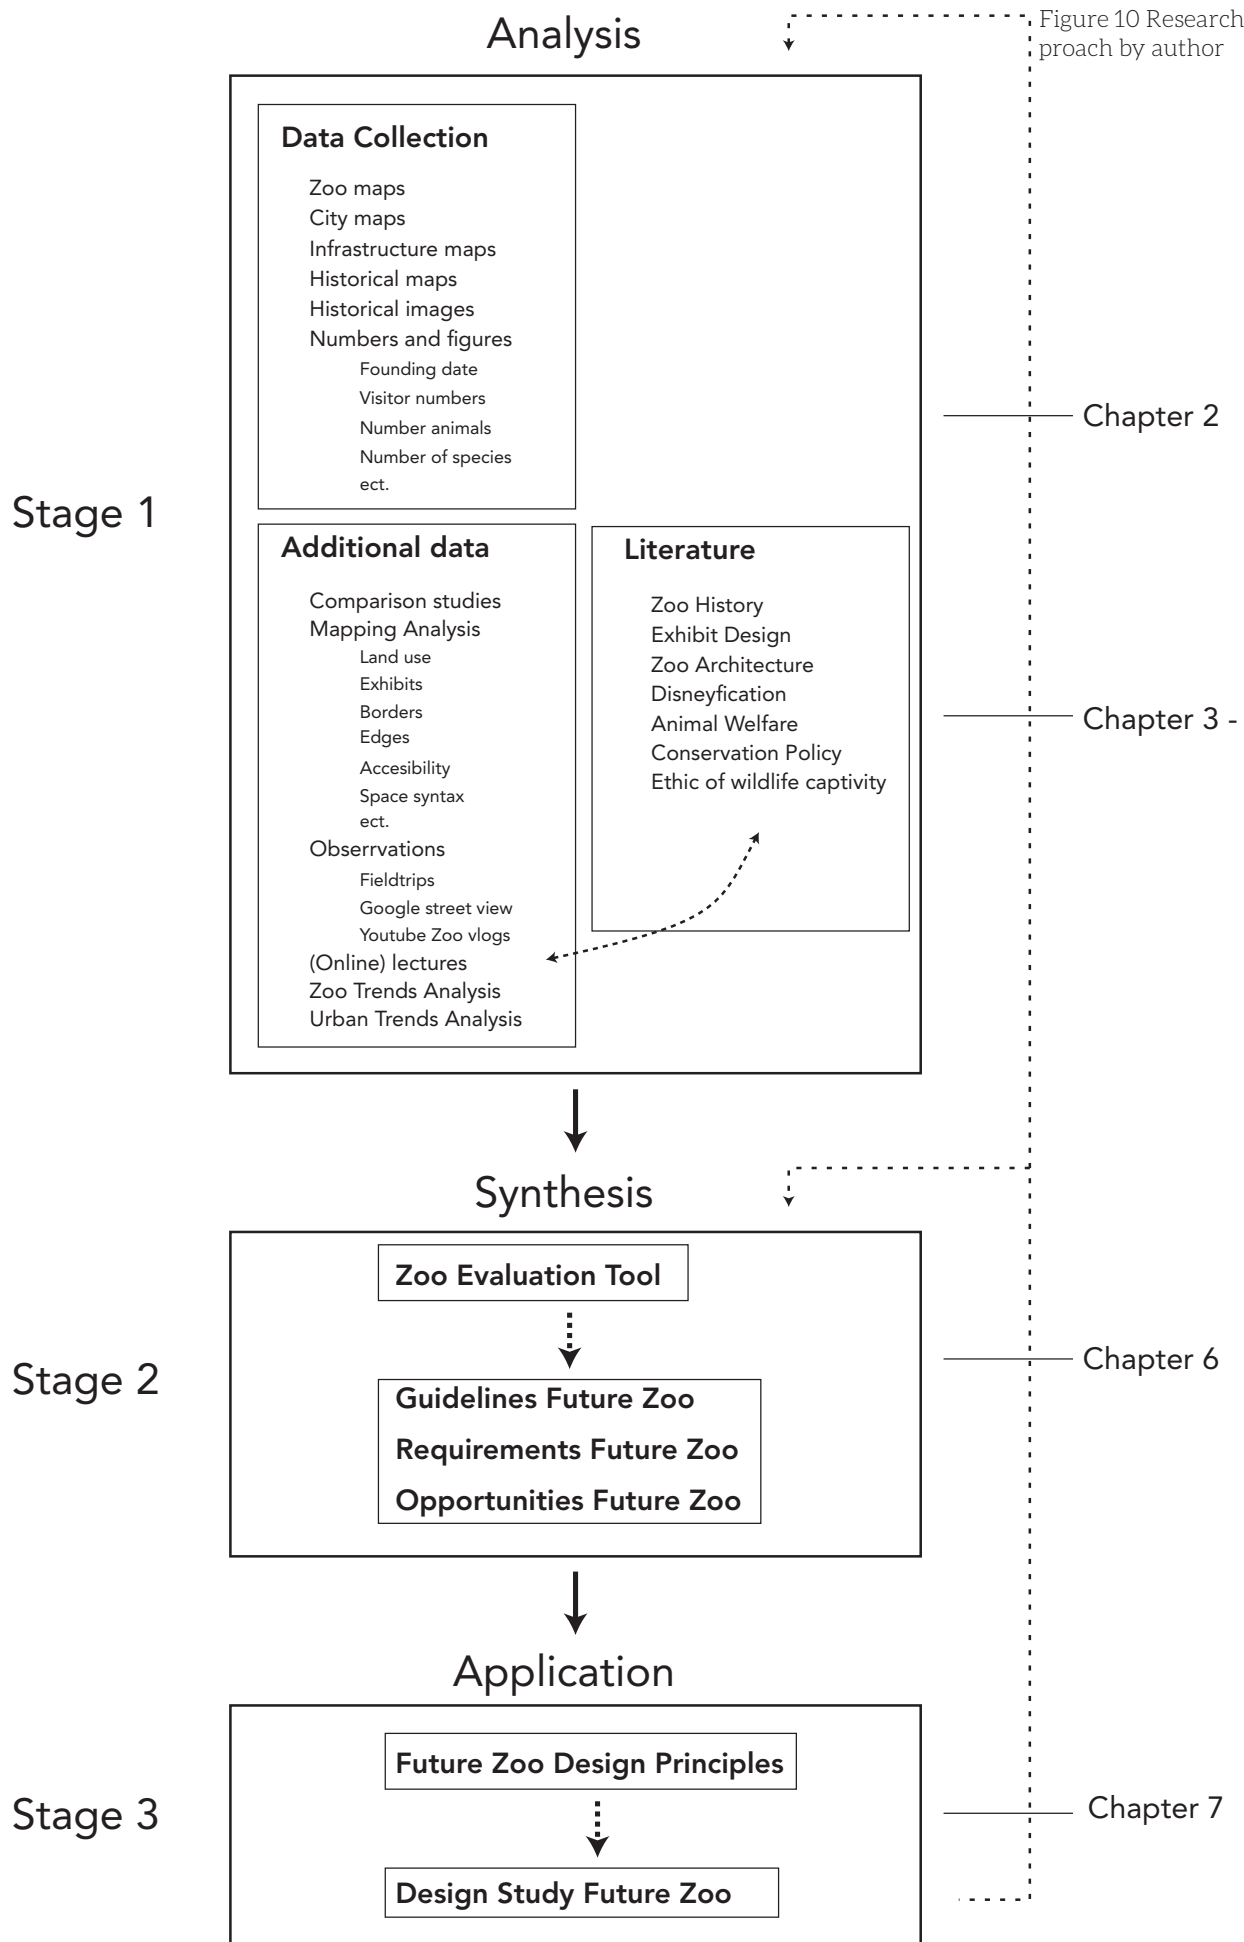 Analysis
Figure 10 Research
proach by author
Data Collection
Zoo maps
City maps
Infrastructure maps
Historical maps
Historical images
Numbers and figures
Founding date
Visitor numbers
Number animals
Number of species
ect.
Chapter 2
Stage 1
Additional data
Comparison studies
Mapping Analysis
Land use
Exhibits
Borders
Edges
Accesibility
Space syntax
ect.
Obserrvations
Fieldtrips
Google street view
Youtube Zoo vlogs
(Online) lectures
Zoo Trends Analysis
Urban Trends Analysis
Literature
Zoo History
Exhibit Design
Zoo Architecture
Disneyfication
Animal Welfare
Conservation Policy
Ethic of wildlife captivity
Chapter 3 -
Synthesis
Stage 2
Zoo Evaluation Tool
Guidelines Future Zoo
Requirements Future Zoo
Opportunities Future Zoo
Chapter 6
Application
Stage 3
Future Zoo Design Principles
Design Study Future Zoo
Chapter 7